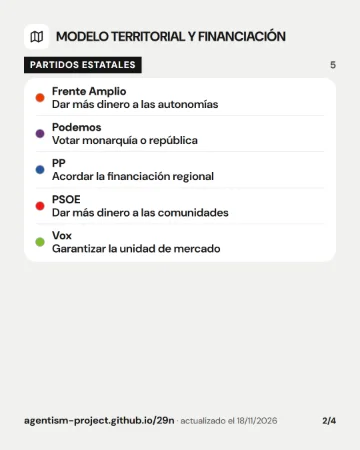 MODELO TERRITORIAL Y FINANCIACIÓN
PARTIDOS ESTATALES 5
Frente Amplio
Dar más dinero a las autonomías
Podemos
Votar monarquía o república
PP
Acordar la financiación regional
PSOE
Dar más dinero a las comunidades
Vox
Garantizar la unidad de mercado
agentism-project.github.io/29n · actualizado el 18/11/2026 2/4